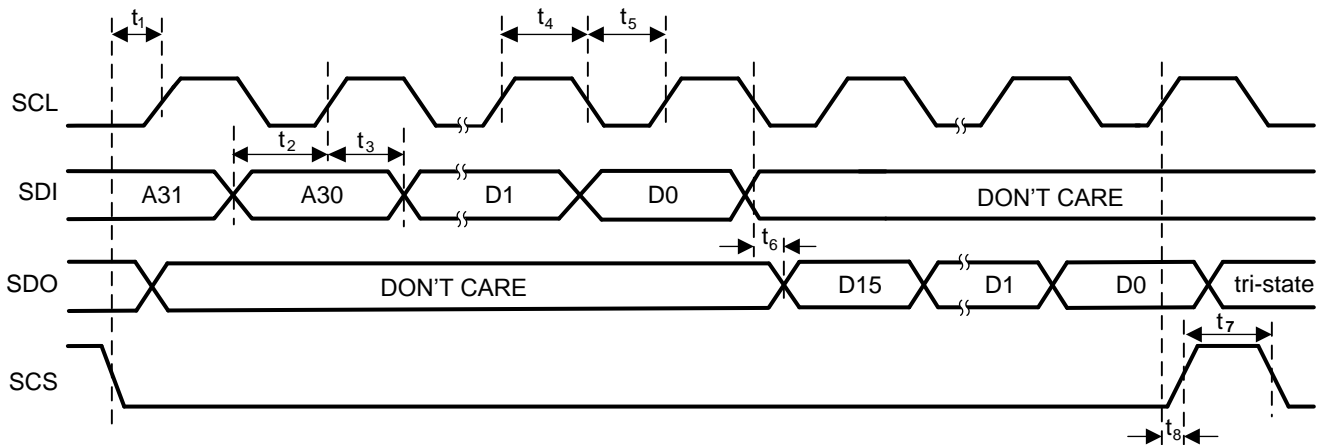 t1 t4 t5
SCL
t2 t3
SDI A31 A30 D1 D0 DON'T CARE
t6
SDO DON'T CARE D15 D1 D0 tri-state
t7
SCS
t8